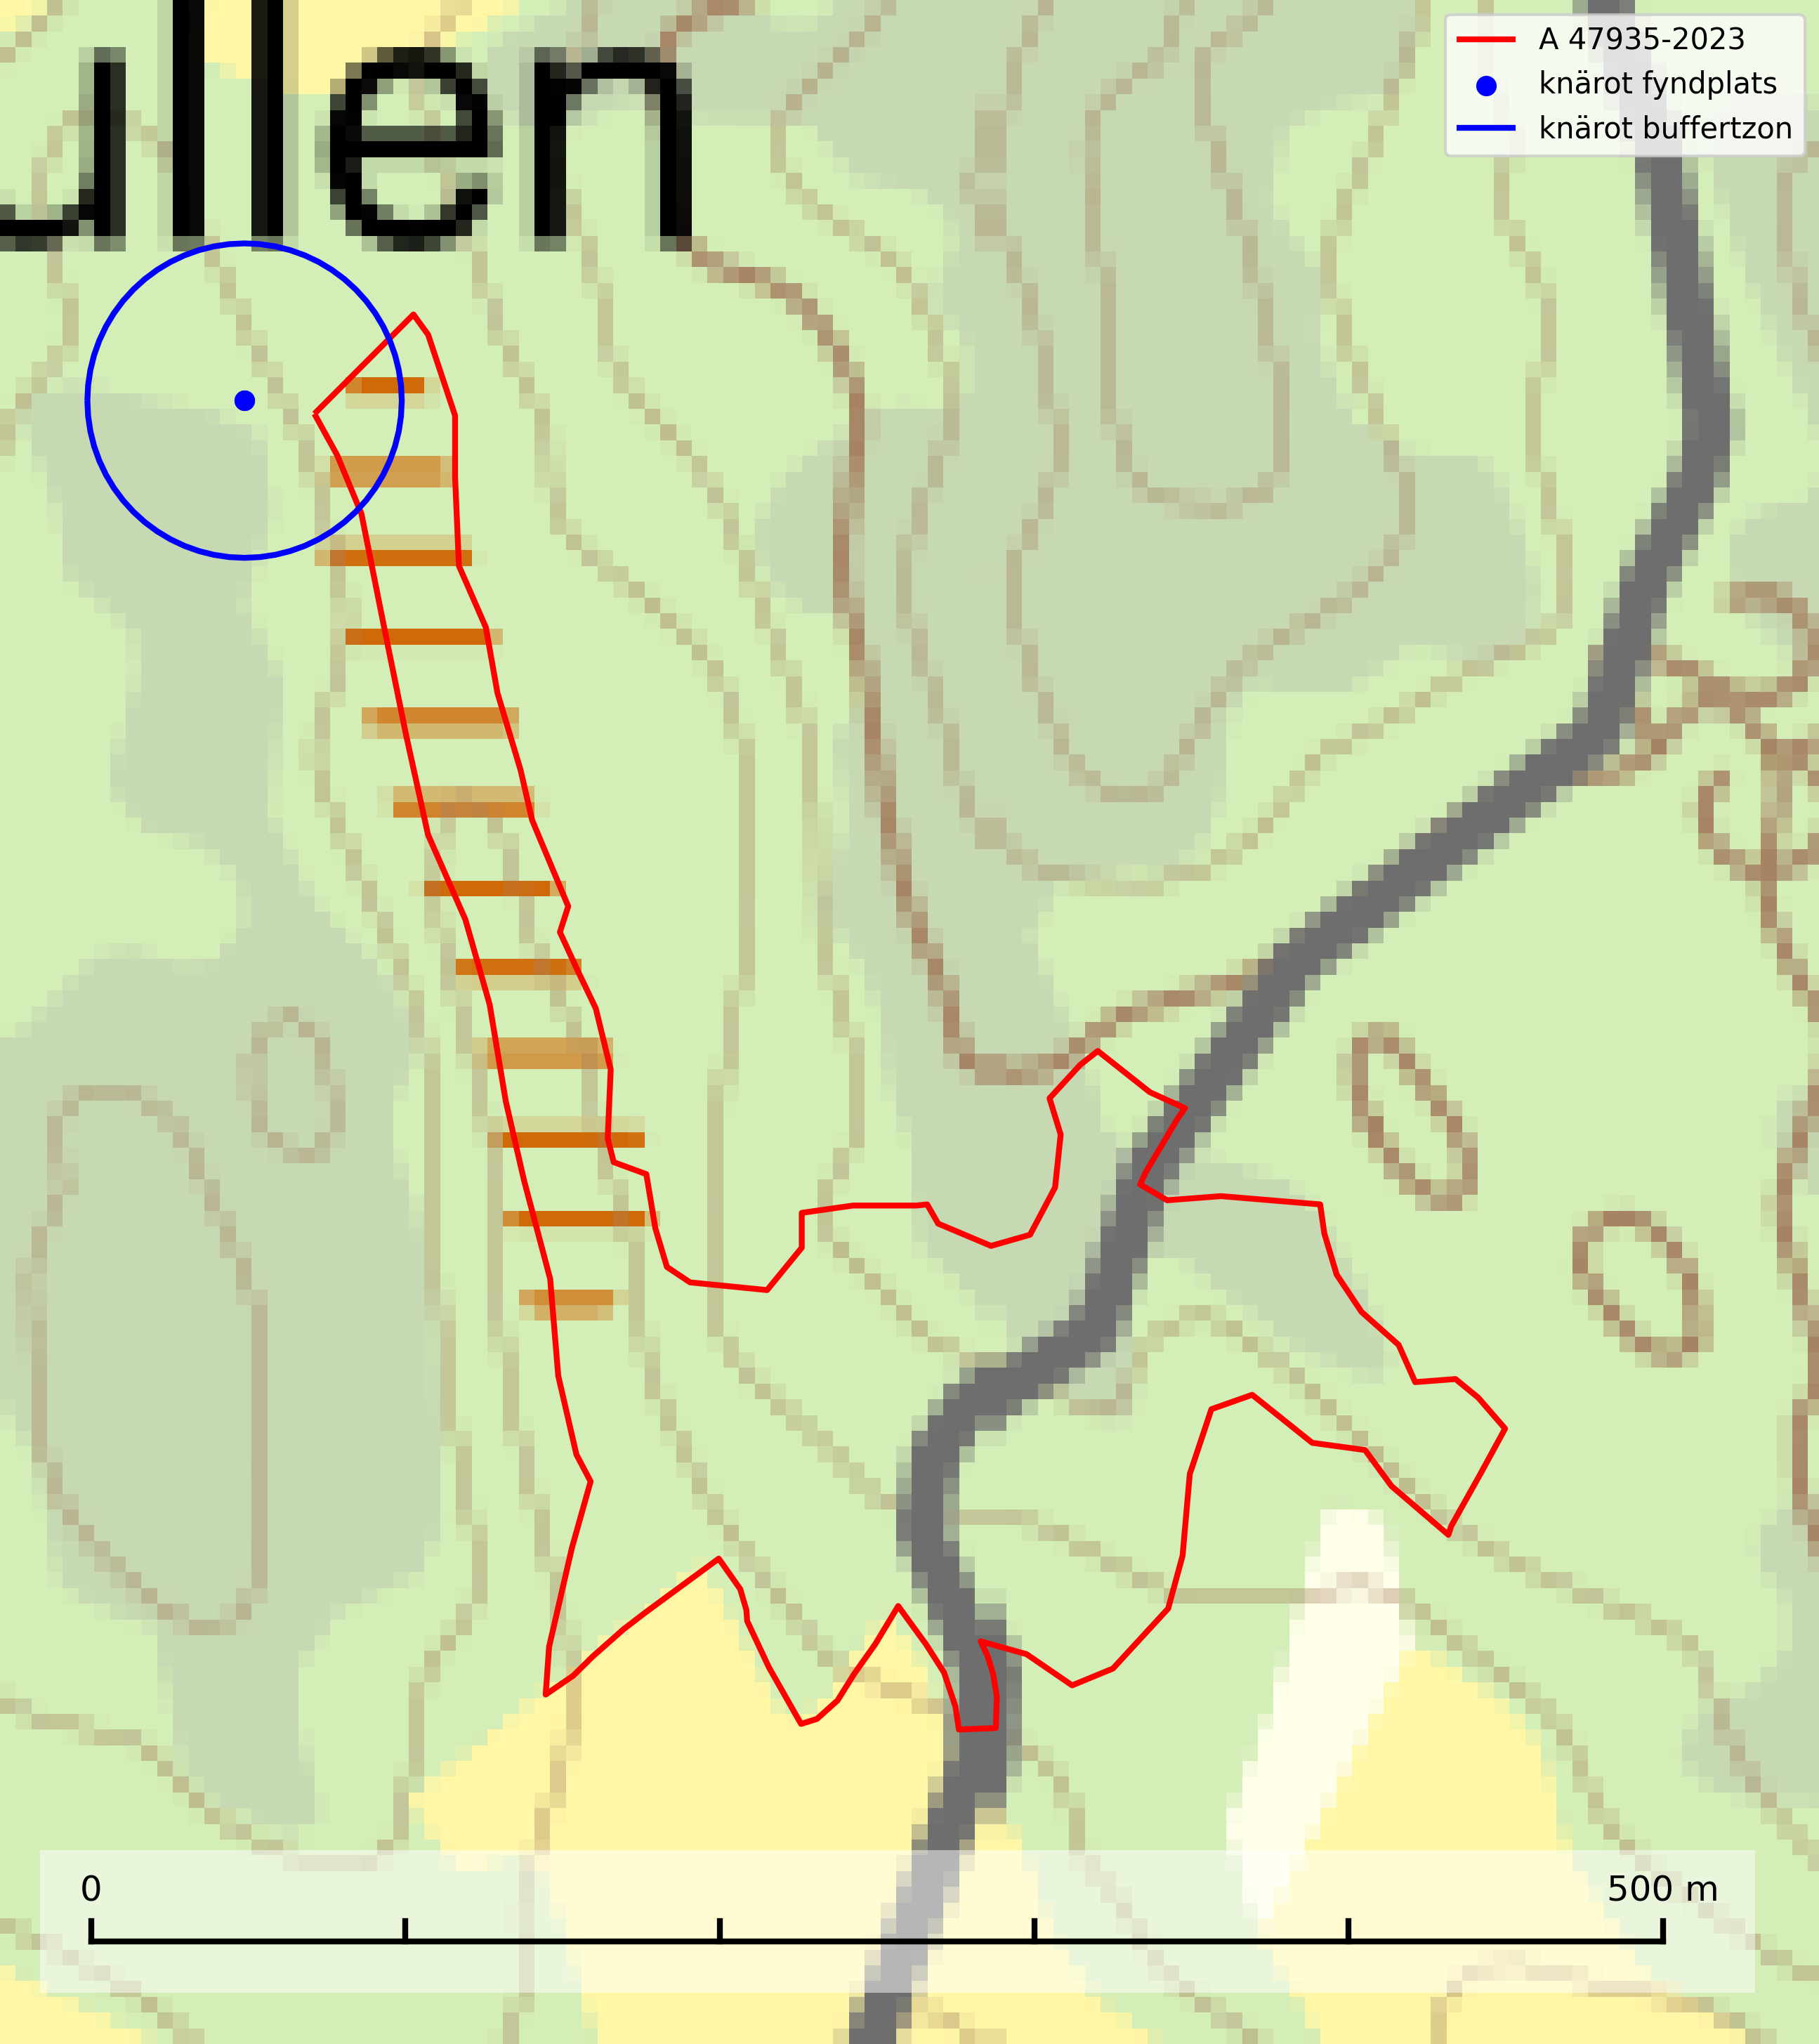 ullen
A 47935-2023
knärot fyndplats
knärot buffertzon
0
500 m